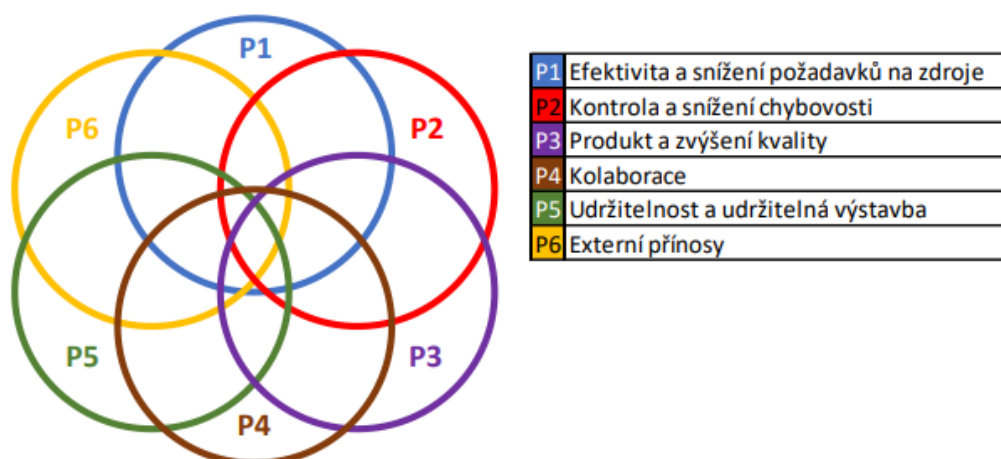 P1
P2
P6
P5
P3
P4
P1 Efektivita a snížení požadavků na zdroje
P2 Kontrola a snížení chybovosti
P3 Produkt a zvýšení kvality
P4 Kolaborace
P5 Udržitelnost a udržitelná výstavba
P6 Externí přínosy